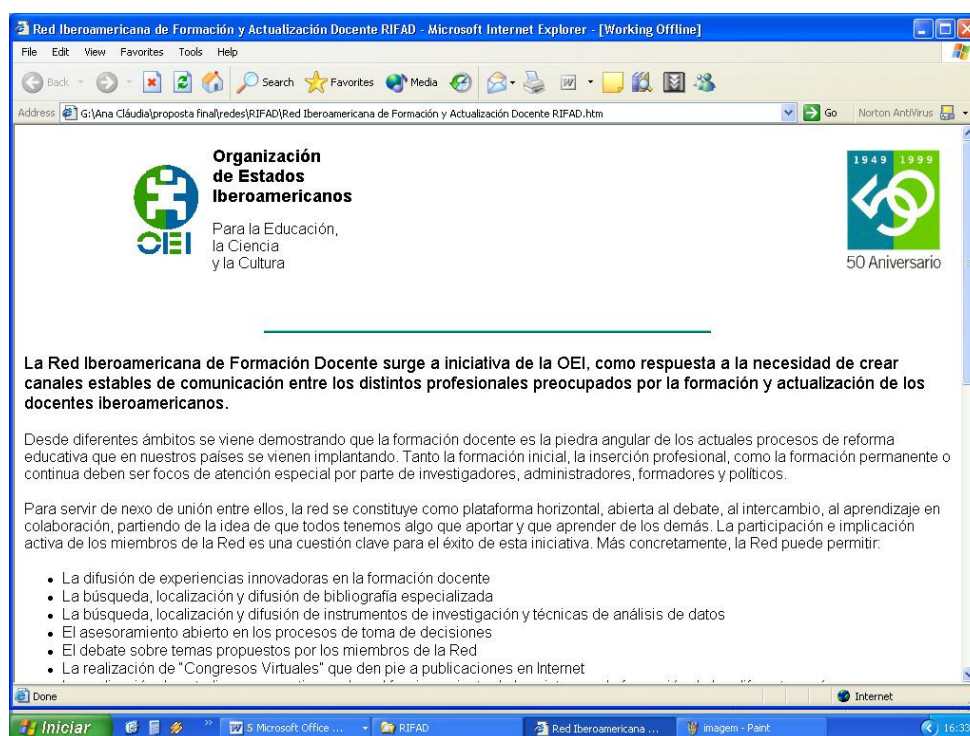 Red Iberoamericana de Formación y Actualización Docente RIFAD - Microsoft Internet Explorer - [Working Offline]
File Edit View Favorites Tools Help
Back Search Favorites Media
Address G:\Ana Cláudia\proposta final\redes\RIFAD\Red Iberoamericana de Formación y Actualización Docente RIFAD.htm Go Norton AntiVirus
Organización
de Estados
Iberoamericanos
Para la Educación,
la Ciencia
y la Cultura
OEI
1949 1999
50
50 Aniversario
La Red Iberoamericana de Formación Docente surge a iniciativa de la OEI, como respuesta a la necesidad de crear
canales estables de comunicación entre los distintos profesionales preocupados por la formación y actualización de los
docentes iberoamericanos.
Desde diferentes ámbitos se viene demostrando que la formación docente es la piedra angular de los actuales procesos de reforma
educativa que en nuestros países se vienen implantando. Tanto la formación inicial, la inserción profesional, como la formación permanente o
continua deben ser focos de atención especial por parte de investigadores, administradores, formadores y políticos.
Para servir de nexo de unión entre ellos, la red se constituye como plataforma horizontal, abierta al debate, al intercambio, al aprendizaje en
colaboración, partiendo de la idea de que todos tenemos algo que aportar y que aprender de los demás. La participación e implicación
activa de los miembros de la Red es una cuestión clave para el éxito de esta iniciativa. Más concretamente, la Red puede permitir:
• La difusión de experiencias innovadoras en la formación docente
• La búsqueda, localización y difusión de bibliografía especializada
• La búsqueda, localización y difusión de instrumentos de investigación y técnicas de análisis de datos
• El asesoramiento abierto en los procesos de toma de decisiones
• El debate sobre temas propuestos por los miembros de la Red
• La realización de "Congresos Virtuales" que den pie a publicaciones en Internet
Done Internet
Iniciar 5 Microsoft Office ... RIFAD Red Iberoamericana ... imagem - Paint 16:33